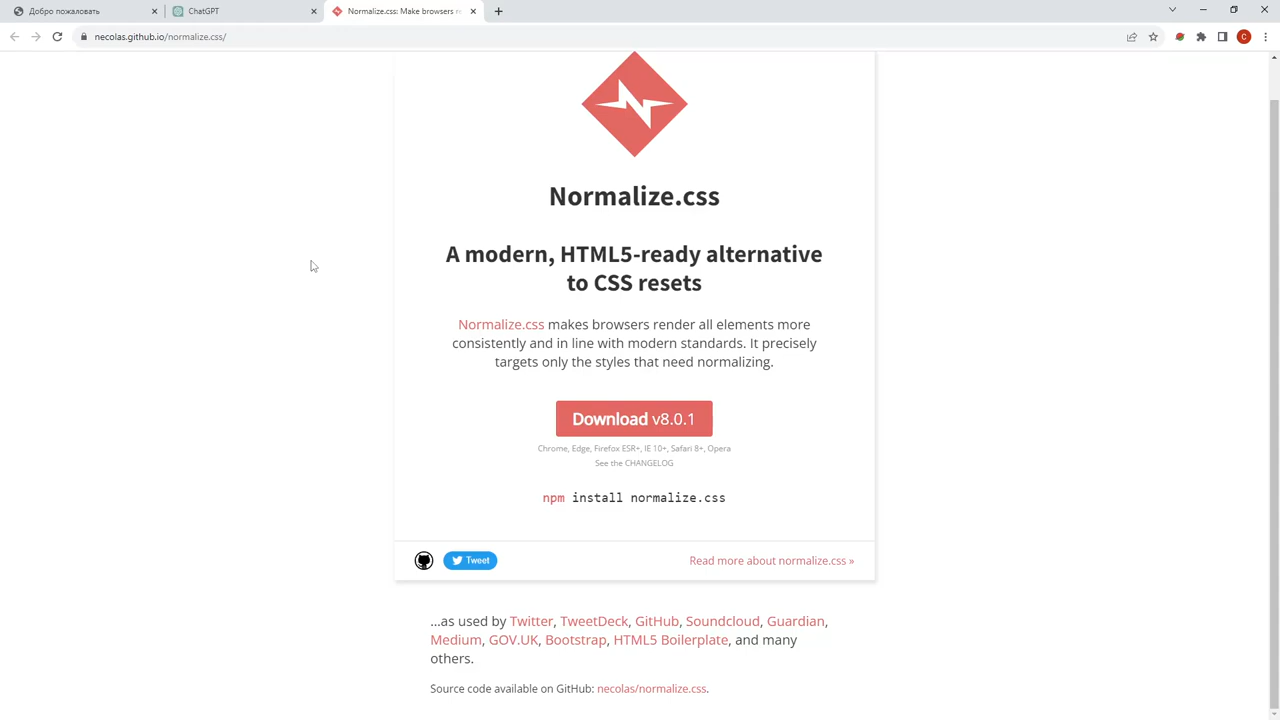 Добро пожаловать
ChatGPT
Normalize.css: Make browsers r
necolas.github.io/normalize.css/
C
Normalize.css
A modern, HTML5-ready alternative
to CSS resets
Normalize.css makes browsers render all elements more
consistently and in line with modern standards. It precisely
targets only the styles that need normalizing.
Download v8.0.1
Chrome, Edge, Firefox ESR+, IE 10+, Safari 8+, Opera
See the CHANGELOG
npm install normalize.css
Tweet
Read more about normalize.css »
...as used by Twitter, TweetDeck, GitHub, Soundcloud, Guardian,
Medium, GOV.UK, Bootstrap, HTML5 Boilerplate, and many
others.
Source code available on GitHub: necolas/normalize.css.